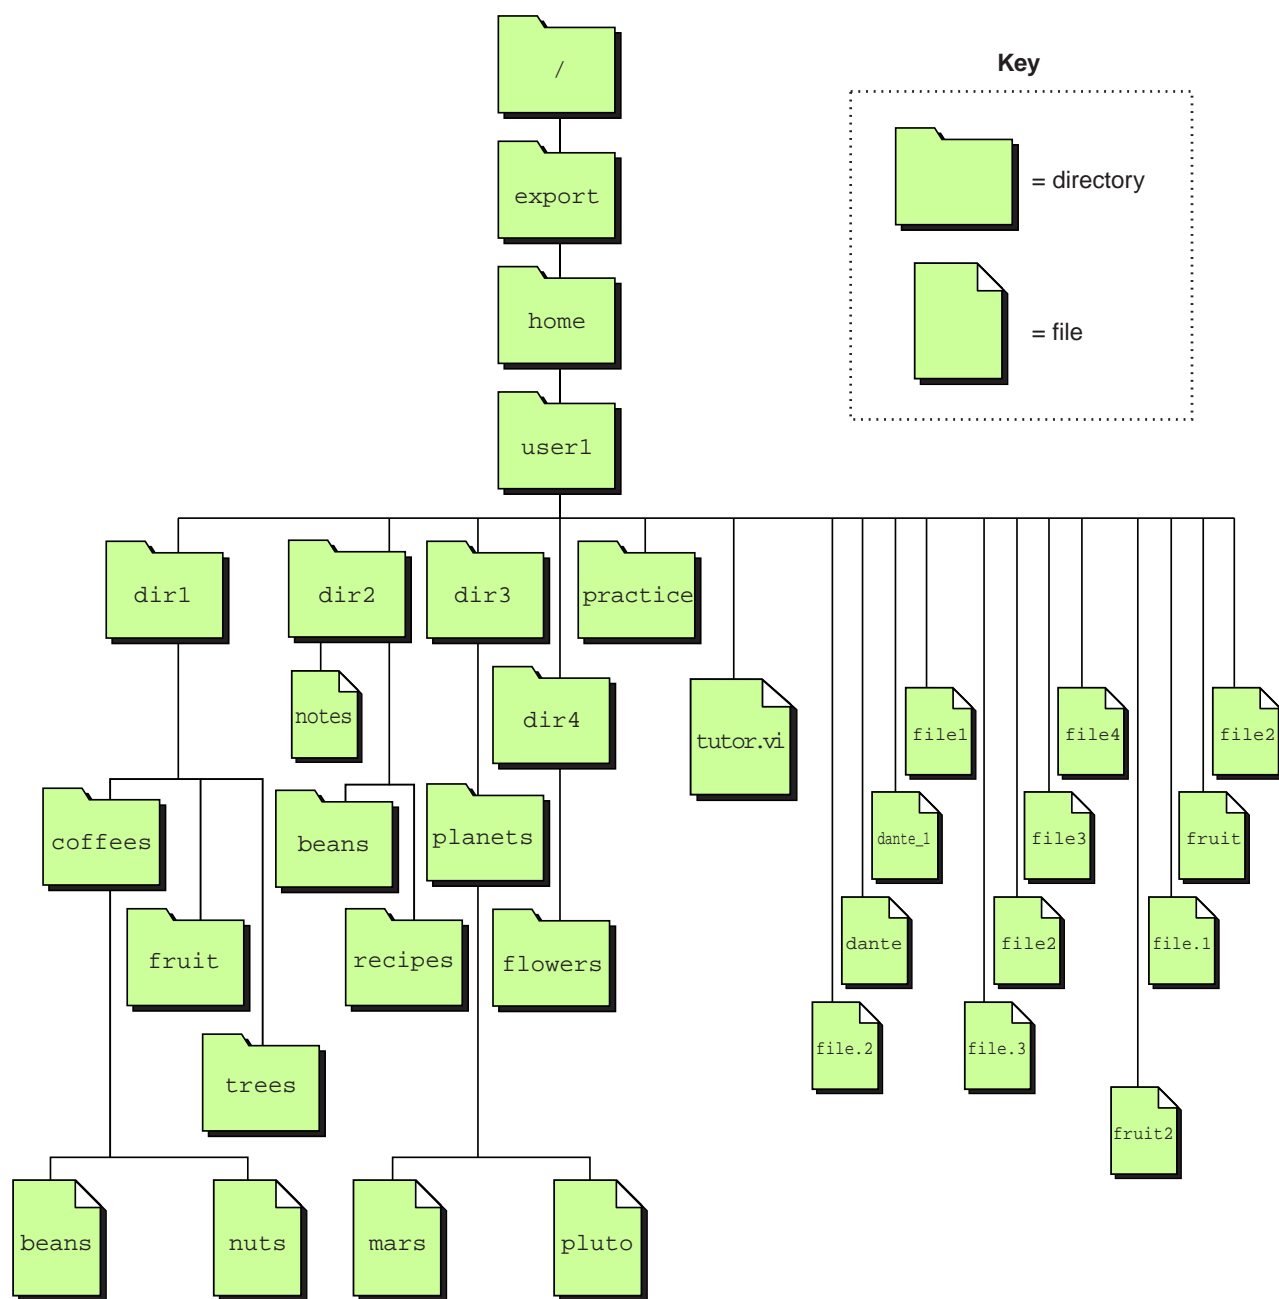 /
Key
export
= directory
home
= file
user1
dir1
dir2
dir3
practice
notes
dir4
tutor.vi
file1
file4
file2
coffees
beans
planets
dante_1
file3
fruit
fruit
recipes
flowers
dante
file2
file.1
file.2
file.3
trees
fruit2
beans
nuts
mars
pluto